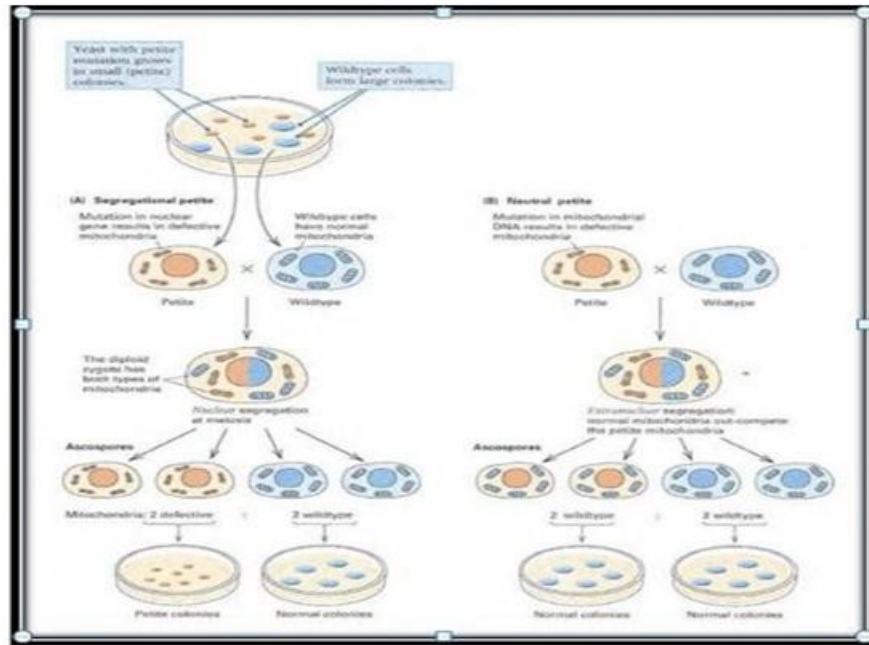 Yeast with petite
mutation grows
in small (petite)
colonies.
Wildtype cells
form large colonies.
(A) Segregational petite
Mutation in nuclear
gene results in defective
mitochondria
Wildtype cells
have normal
mitochondria
Petite
×
Wildtype
The diploid
zygote has
both types of
mitochondria
Nuclear segregation
at meiosis
Ascospores
Mitochondria: 2 defective : 2 wildtype
Petite colonies
Normal colonies
(B) Neutral petite
Mutation in mitochondrial
DNA results in defective
mitochondria
Petite
×
Wildtype
Extranuclear segregation:
normal mitochondria out-compete
the petite mitochondria
Ascospores
2 wildtype : 2 wildtype
Normal colonies
Normal colonies